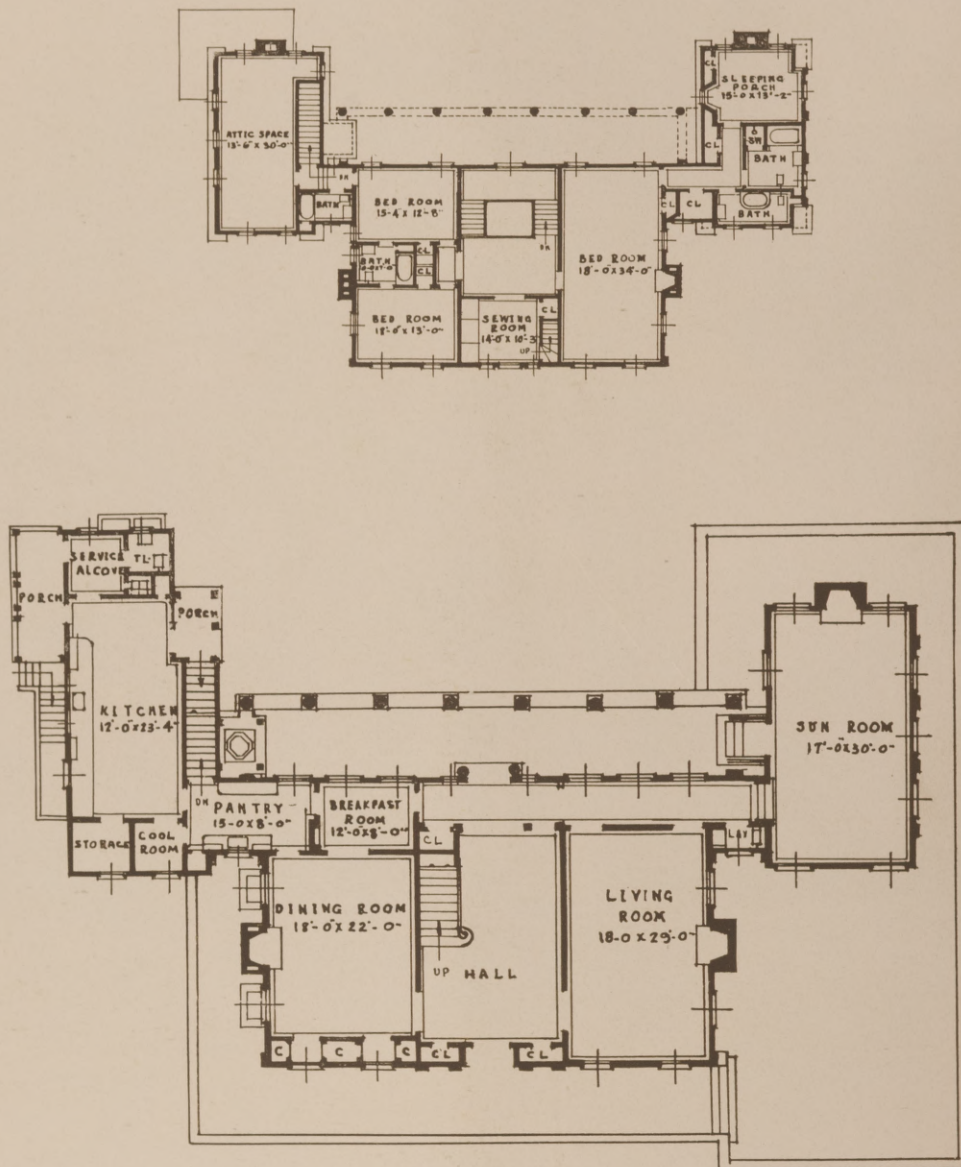 CL
SLEEPING
PORCH
15'-0 X 13'-2"
ATTIC SPACE
13'-6" X 30'-0"
CL
SH
BATH
DN
BATH
BED ROOM
15-4 X 12-8
CL
CL
BATH
BATH
CL
CL
BED ROOM
18'-0 X 34'-0"
DN
BED ROOM
18'-0 X 13'-0"
SEWING
ROOM
14'-0 X 10'-3
CL
UP
SERVICE
ALCOVE
TL.
PORCH
PORCH
KITCHEN
12'-0 X 23'-4"
SUN ROOM
17'-0 X 30'-0"
DN
PANTRY
15-0 X 8'-0"
BREAKFAST
ROOM
12'-0 X 8'-0"
STORAGE
COOL
ROOM
CL
LAV
DINING ROOM
18'-0 X 22'-0"
LIVING
ROOM
18-0 X 29'-0"
UP
HALL
C
C
C
CL
CL